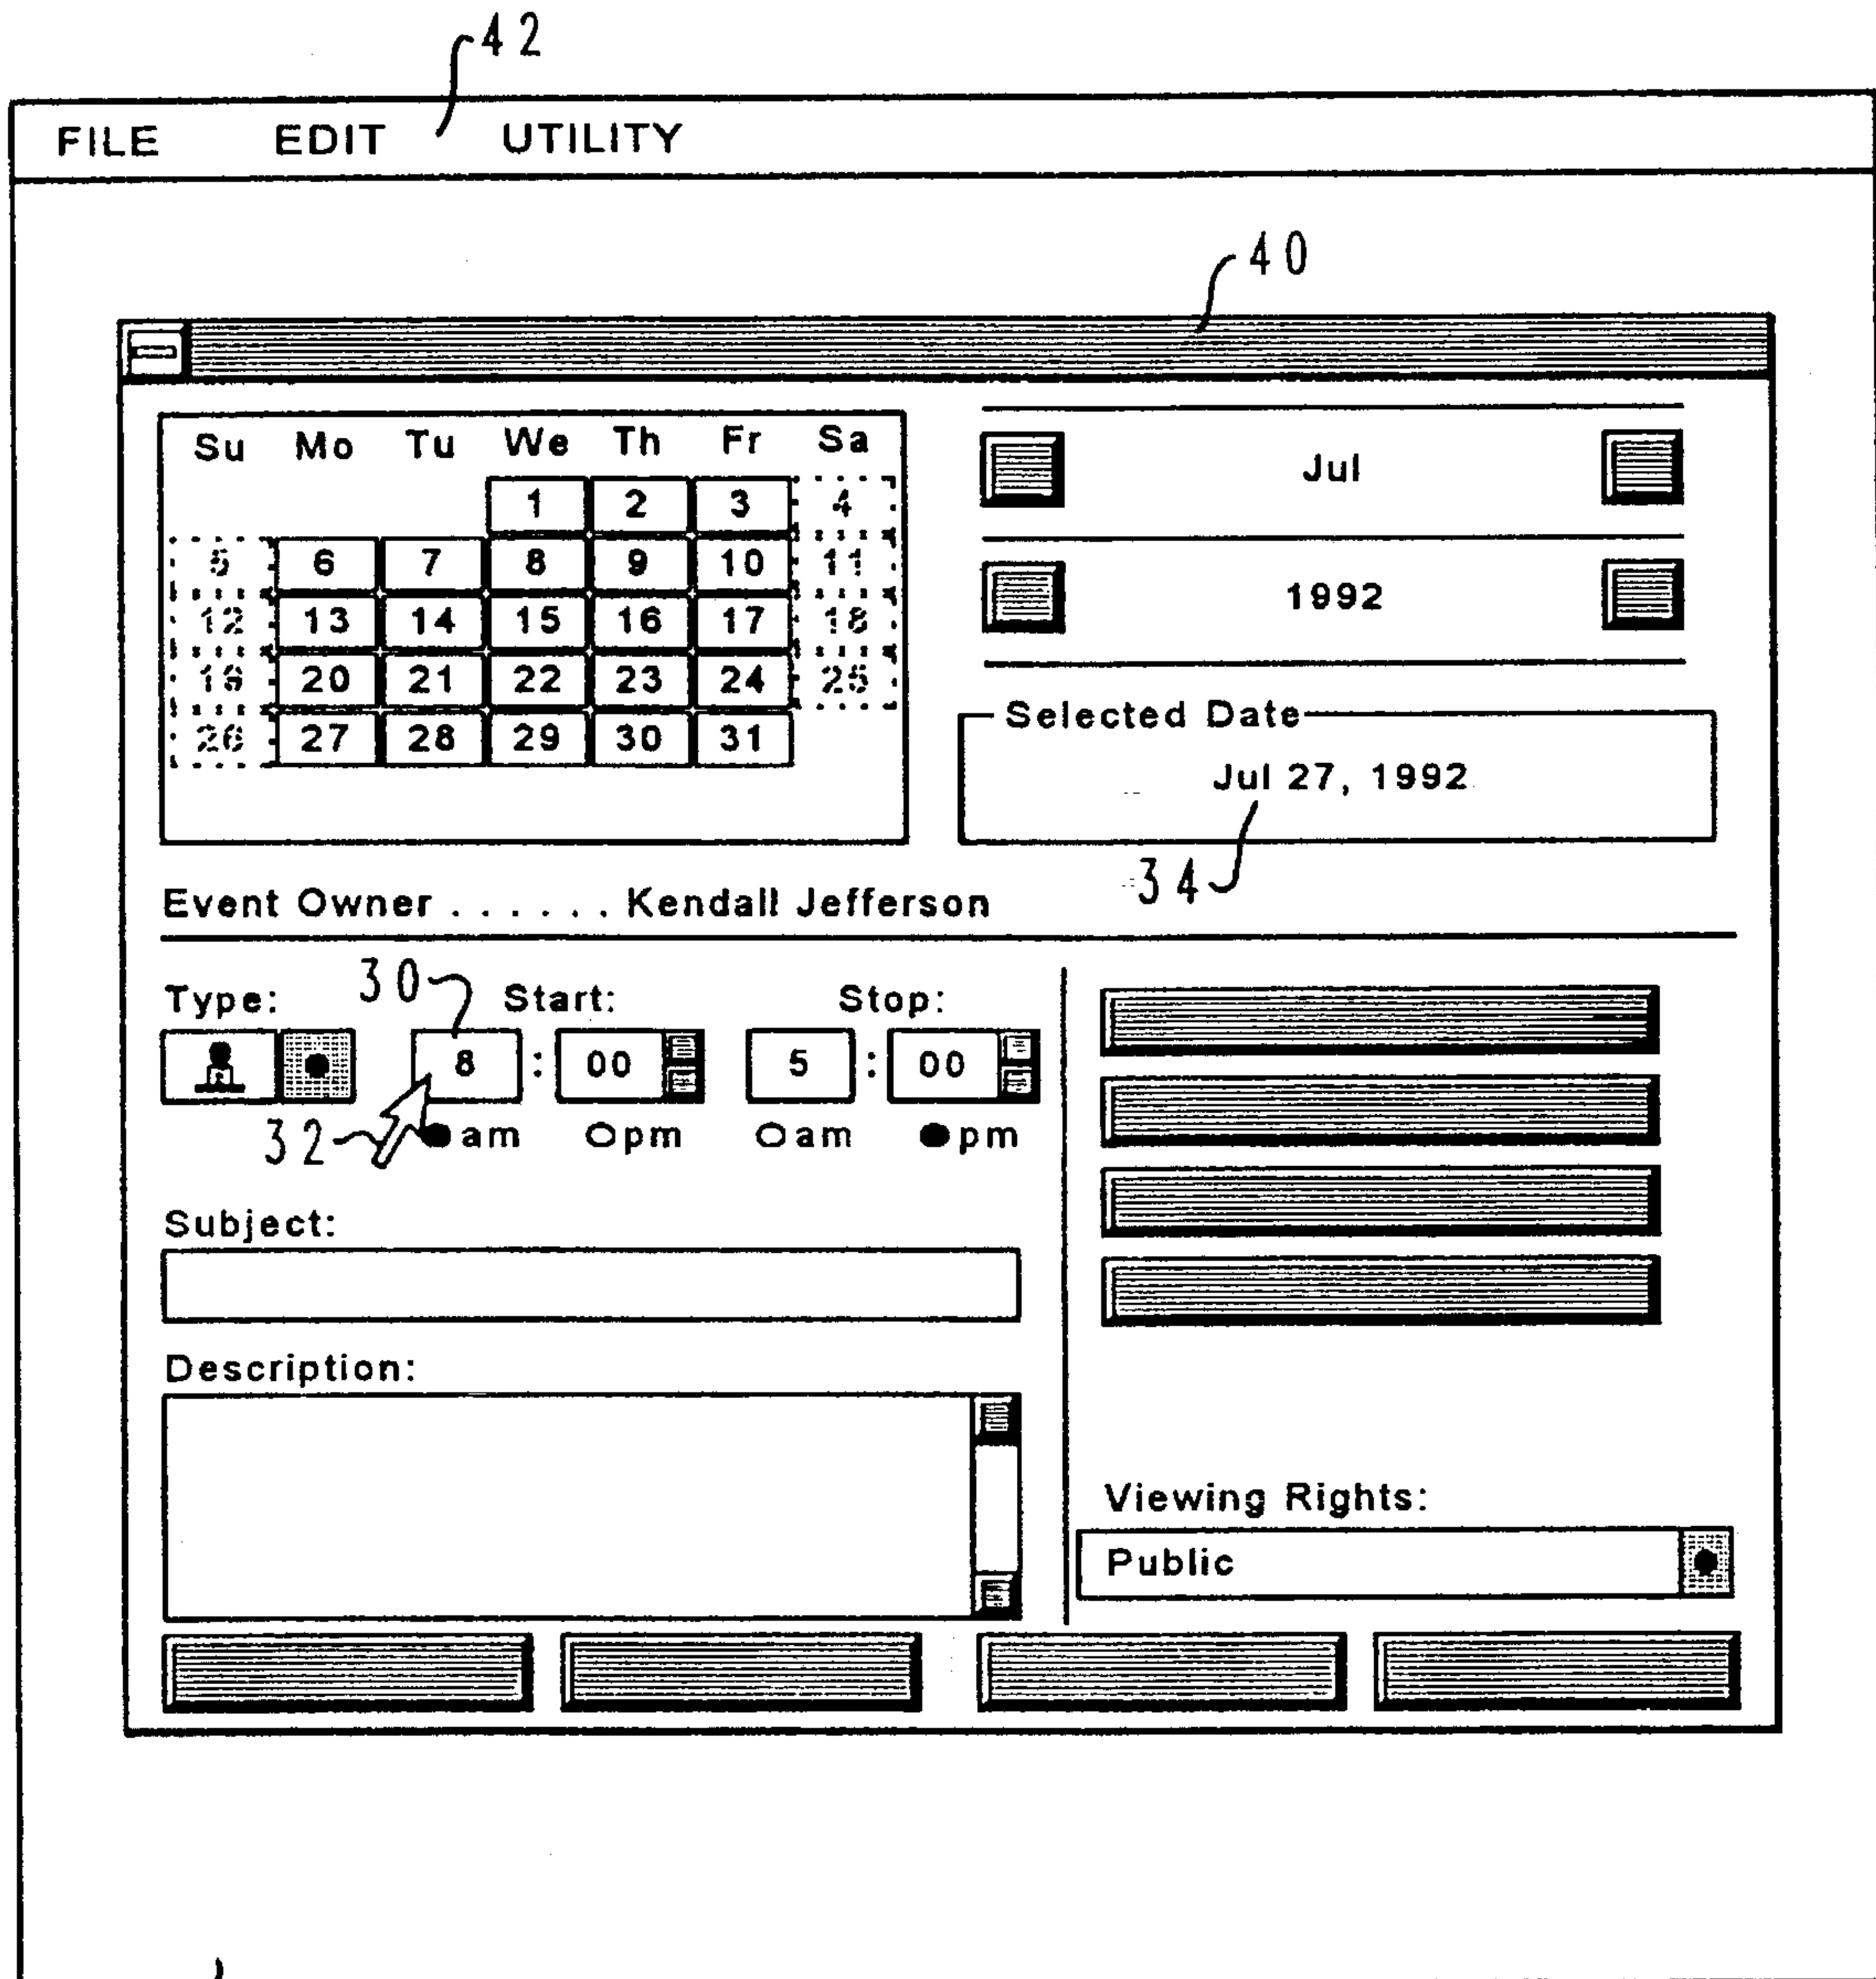 42
FILE EDIT UTILITY
40
Su Mo Tu We Th Fr Sa
1 2 3 4
5 6 7 8 9 10 11
12 13 14 15 16 17 18
19 20 21 22 23 24 25
26 27 28 29 30 31
Jul
1992
Selected Date
Jul 27, 1992
34
Event Owner . . . . . . Kendall Jefferson
30
Type: Start: Stop:
8 : 00 5 : 00
32
am pm am pm
Subject:
Description:
Viewing Rights:
Public